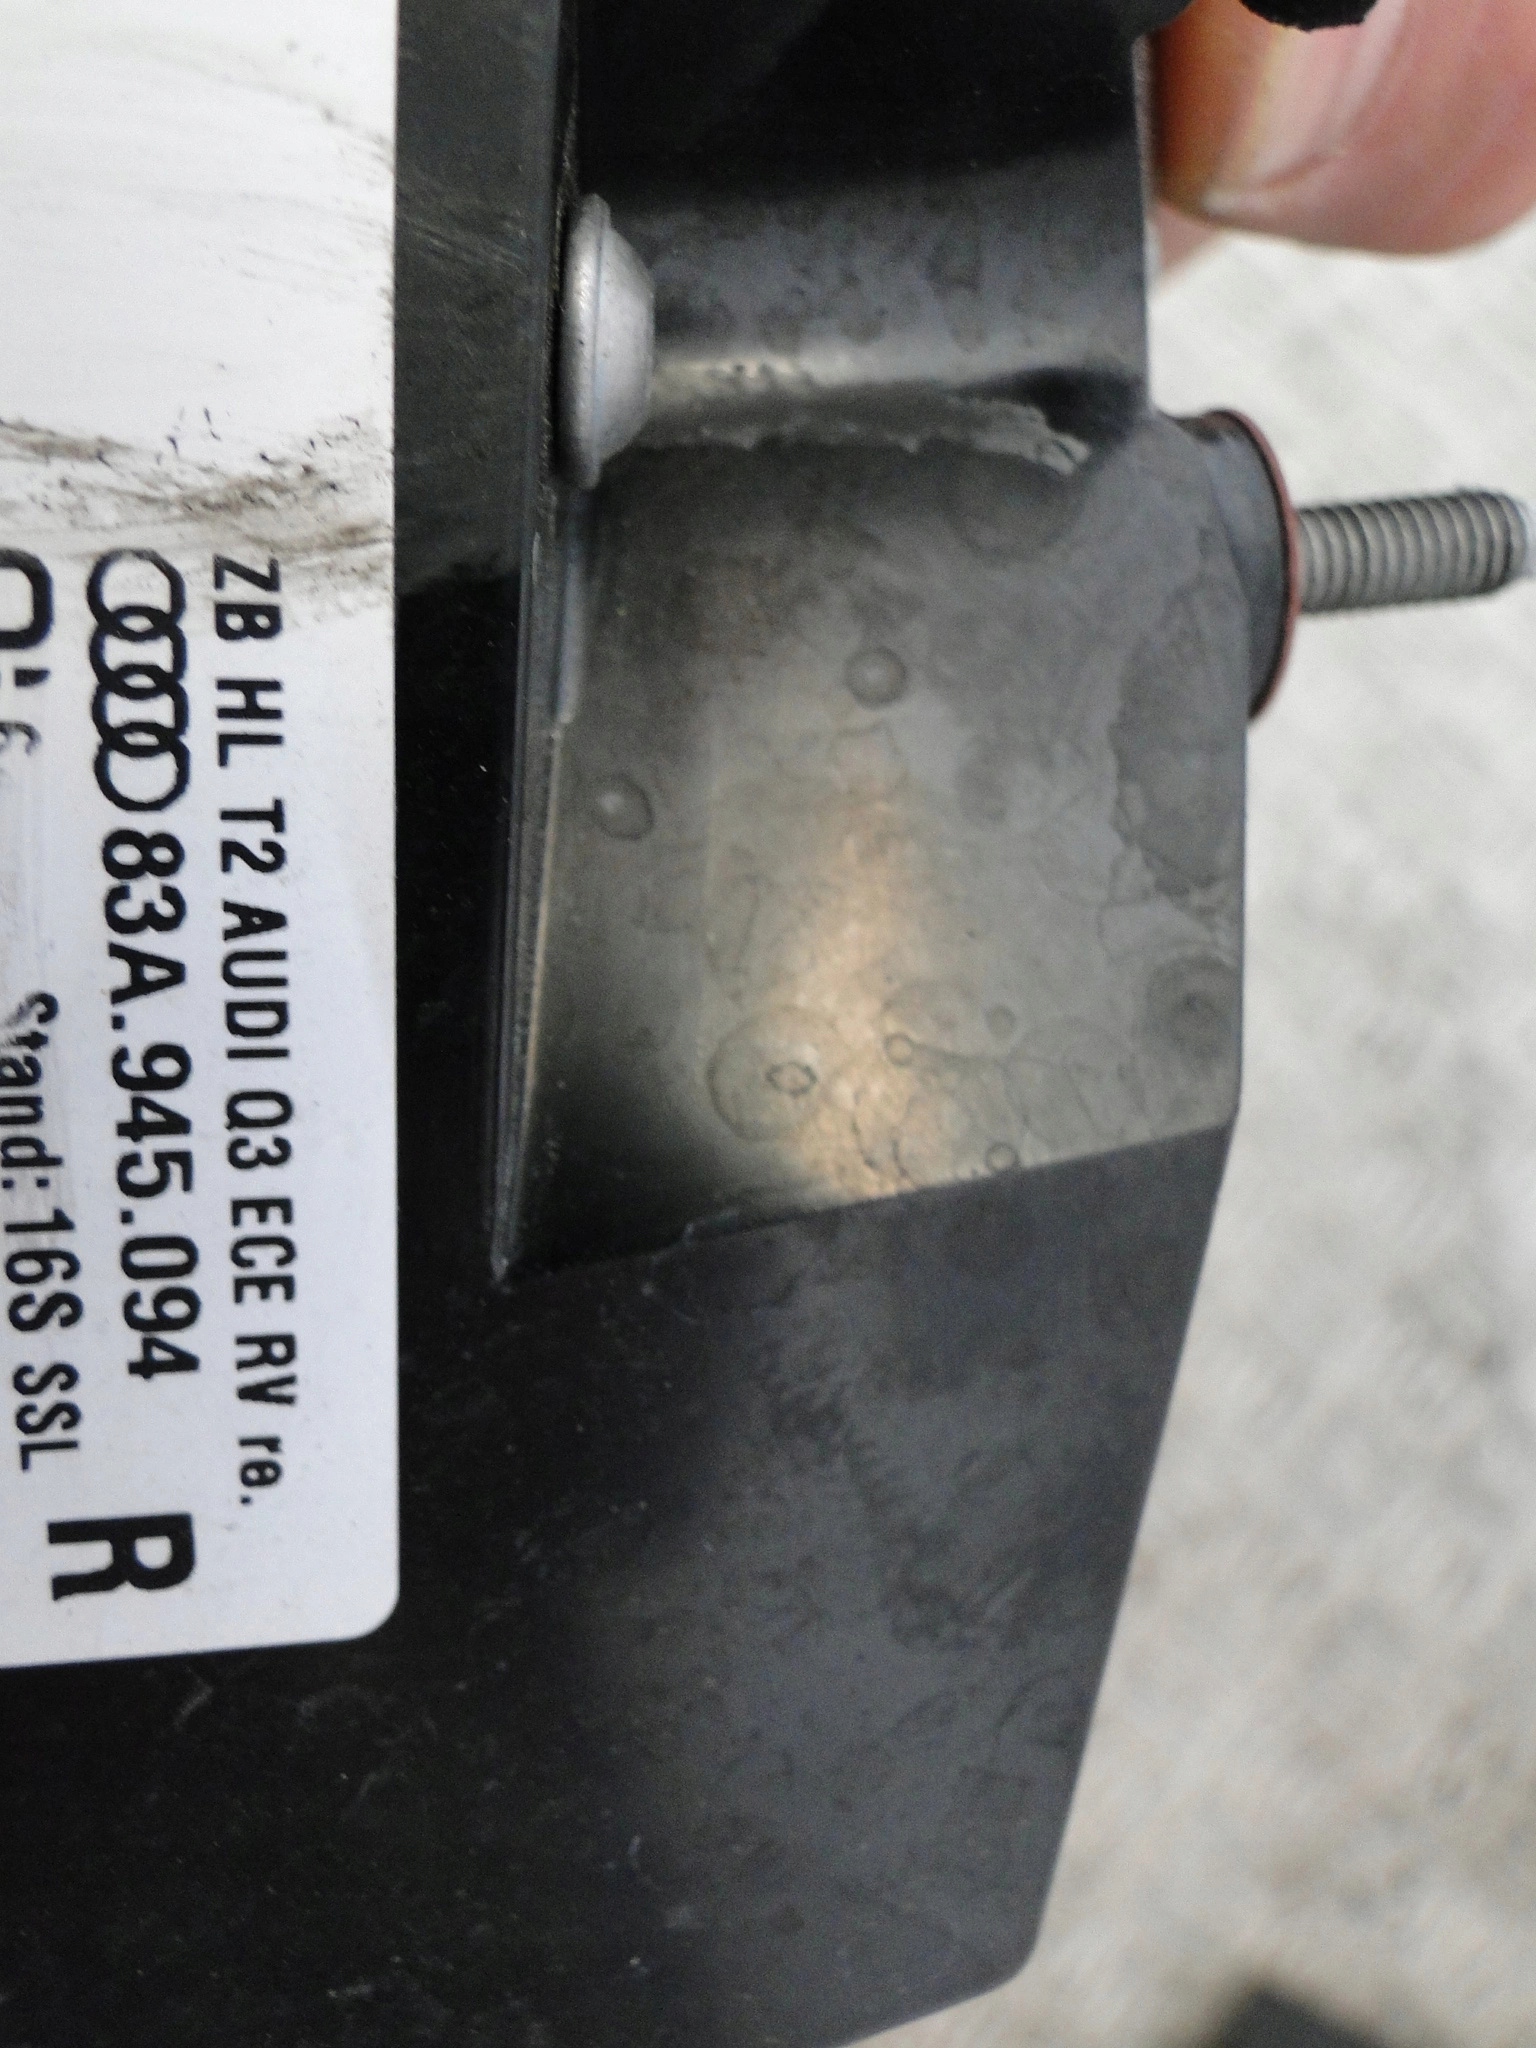 ZB HL T2 AUDI Q3 ECE RV re.
83A.945.094 R
Stand: 16S SSL